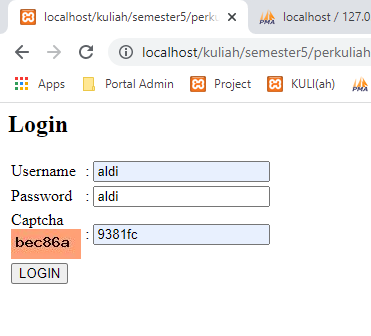 localhost/kuliah/semester5/perku
localhost / 127.0
localhost/kuliah/semester5/perkuliah
Apps Portal Admin Project KULI(ah) PMA
Login
Username : aldi
Password : aldi
Captcha
bec86a : 9381fc
LOGIN